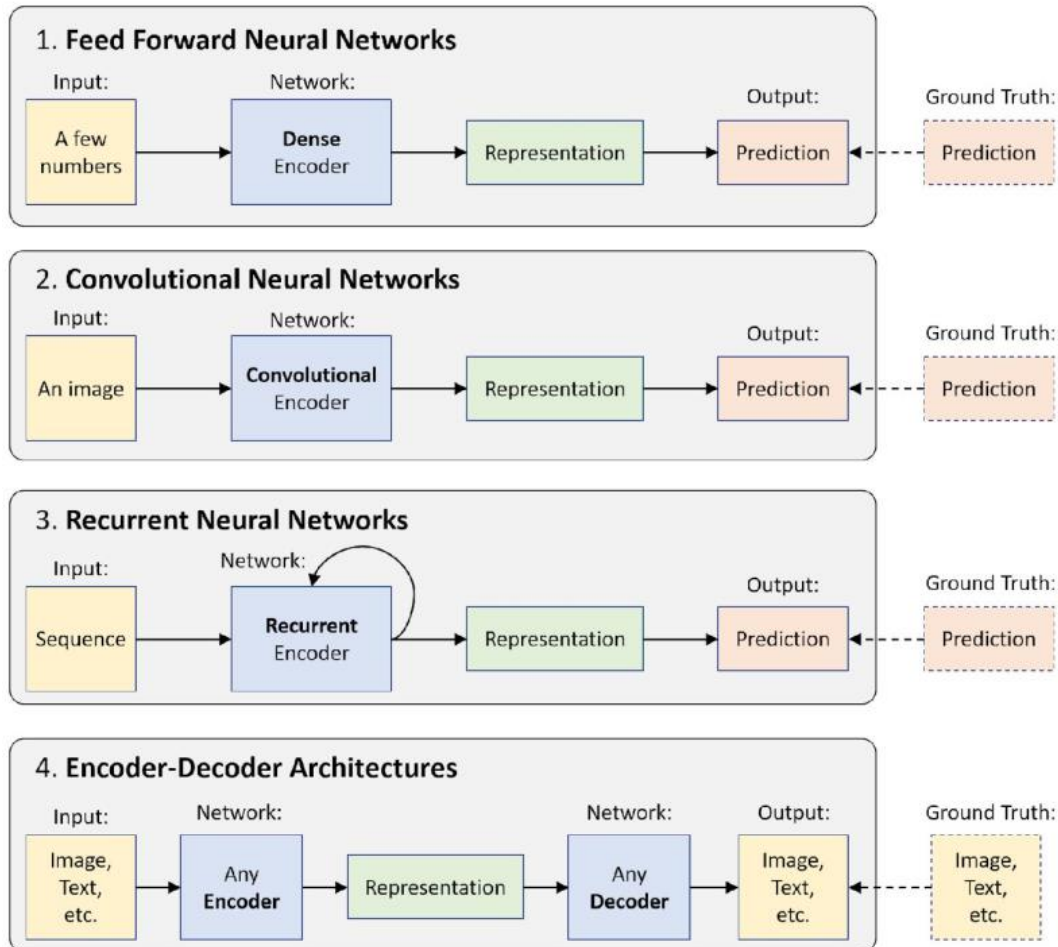 1. Feed Forward Neural Networks
Input:
Network:
Output:
Ground Truth:
A few
numbers
Dense
Encoder
Representation
Prediction
Prediction
2. Convolutional Neural Networks
Input:
Network:
Output:
Ground Truth:
An image
Convolutional
Encoder
Representation
Prediction
Prediction
3. Recurrent Neural Networks
Input:
Network:
Output:
Ground Truth:
Sequence
Recurrent
Encoder
Representation
Prediction
Prediction
4. Encoder-Decoder Architectures
Input:
Network:
Network:
Output:
Ground Truth:
Image,
Text,
etc.
Any
Encoder
Representation
Any
Decoder
Image,
Text,
etc.
Image,
Text,
etc.